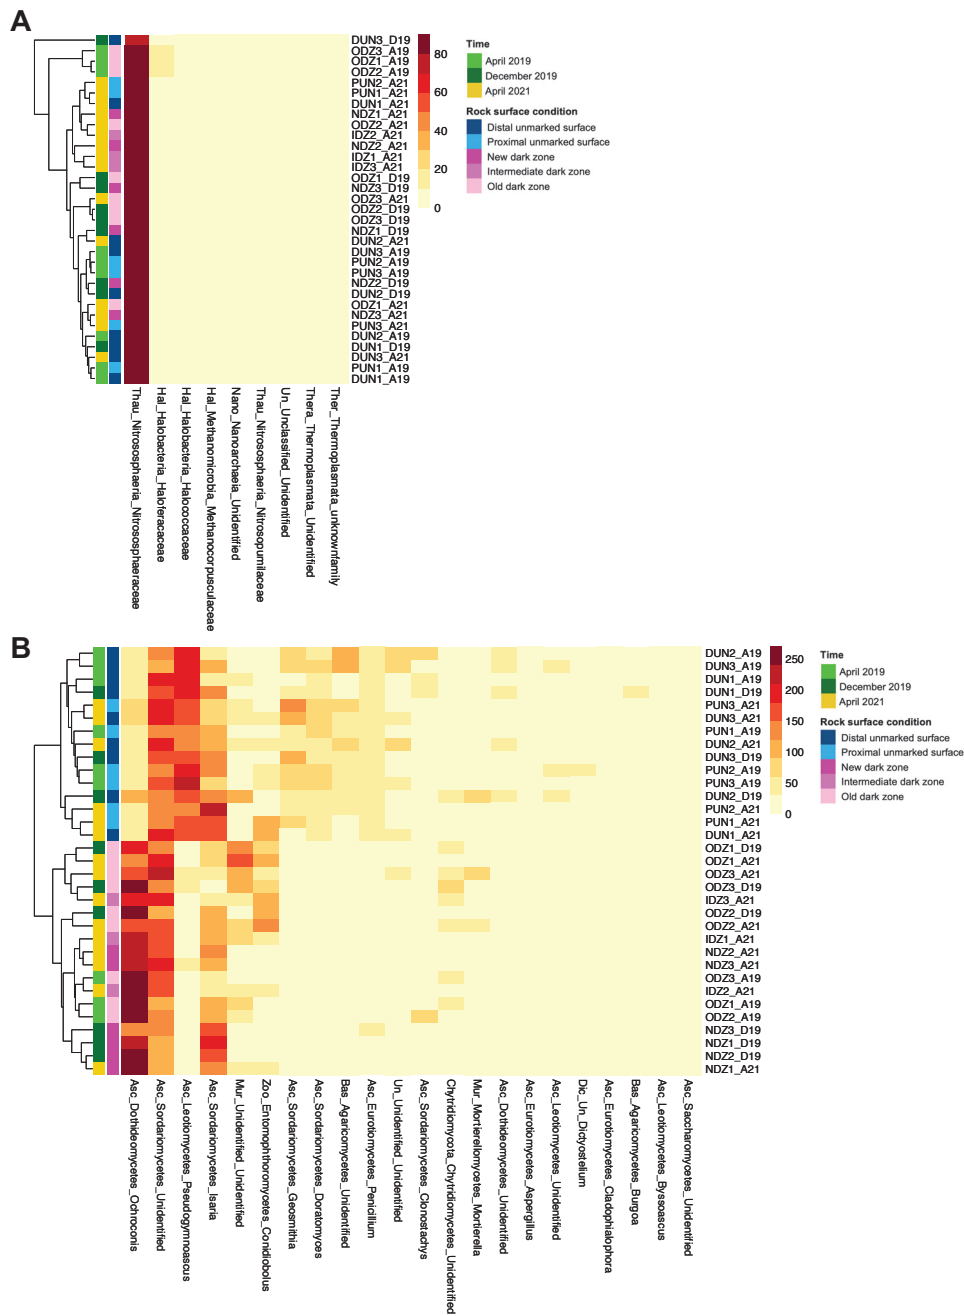 A
DUN3_D19
ODZ3_A19
ODZ1_A19
ODZ2_A19
PUN2_A21
PUN1_A21
DUN1_A21
NDZ1_A21
ODZ2_A21
IDZ2_A21
NDZ2_A21
IDZ1_A21
IDZ3_A21
ODZ1_D19
NDZ3_D19
ODZ3_A21
ODZ2_D19
ODZ3_D19
NDZ1_D19
DUN2_A21
DUN3_A19
PUN2_A19
PUN3_A19
NDZ2_D19
DUN2_D19
ODZ1_A21
NDZ3_A21
PUN3_A21
DUN2_A19
DUN1_D19
DUN3_A21
PUN1_A19
DUN1_A19
80
60
40
20
0
Time
April 2019
December 2019
April 2021
Rock surface condition
Distal unmarked surface
Proximal unmarked surface
New dark zone
Intermediate dark zone
Old dark zone
Thau_Nitrososphaeria_Nitrososphaeraceae
Hal_Halobacteria_Haloferacaceae
Hal_Halobacteria_Halococcaceae
Hal_Methanomicrobia_Methanocorpusculaceae
Nano_Nanoarchaeia_Unidentified
Thau_Nitrososphaeria_Nitrosopumilaceae
Un_Unclassified_Unidentified
Thera_Thermoplasmata_Unidentified
Ther_Thermoplasmata_unknownfamily
B
DUN2_A19
DUN3_A19
DUN1_A19
DUN1_D19
PUN3_A21
DUN3_A21
PUN1_A19
DUN2_A21
DUN3_D19
PUN2_A19
PUN3_A19
DUN2_D19
PUN2_A21
PUN1_A21
DUN1_A21
ODZ1_D19
ODZ1_A21
ODZ3_A21
ODZ3_D19
IDZ3_A21
ODZ2_D19
ODZ2_A21
IDZ1_A21
NDZ2_A21
NDZ3_A21
ODZ3_A19
IDZ2_A21
ODZ1_A19
ODZ2_A19
NDZ3_D19
NDZ1_D19
NDZ2_D19
NDZ1_A21
250
200
150
100
50
0
Time
April 2019
December 2019
April 2021
Rock surface condition
Distal unmarked surface
Proximal unmarked surface
New dark zone
Intermediate dark zone
Old dark zone
Asc_Dothideomycetes_Ochroconis
Asc_Sordariomycetes_Unidentified
Asc_Leotiomycetes_Pseudogymnoascus
Asc_Sordariomycetes_Isaria
Mur_Unidentified_Unidentified
Zoo_Entomophthoromycetes_Conidiobolus
Asc_Sordariomycetes_Geosmithia
Asc_Sordariomycetes_Doratomyces
Bas_Agaricomycetes_Unidentified
Asc_Eurotiomycetes_Penicillium
Un_Unidentified_Unidentified
Asc_Sordariomycetes_Clonostachys
Chytridiomycota_Chytridiomycetes_Unidentified
Mur_Mortierellomycetes_Mortierella
Asc_Dothideomycetes_Unidentified
Asc_Eurotiomycetes_Aspergillus
Asc_Leotiomycetes_Unidentified
Dic_Un_Dictyostelium
Asc_Eurotiomycetes_Cladophialophora
Bas_Agaricomycetes_Burgoa
Asc_Leotiomycetes_Byssoascus
Asc_Saccharomycetes_Unidentified